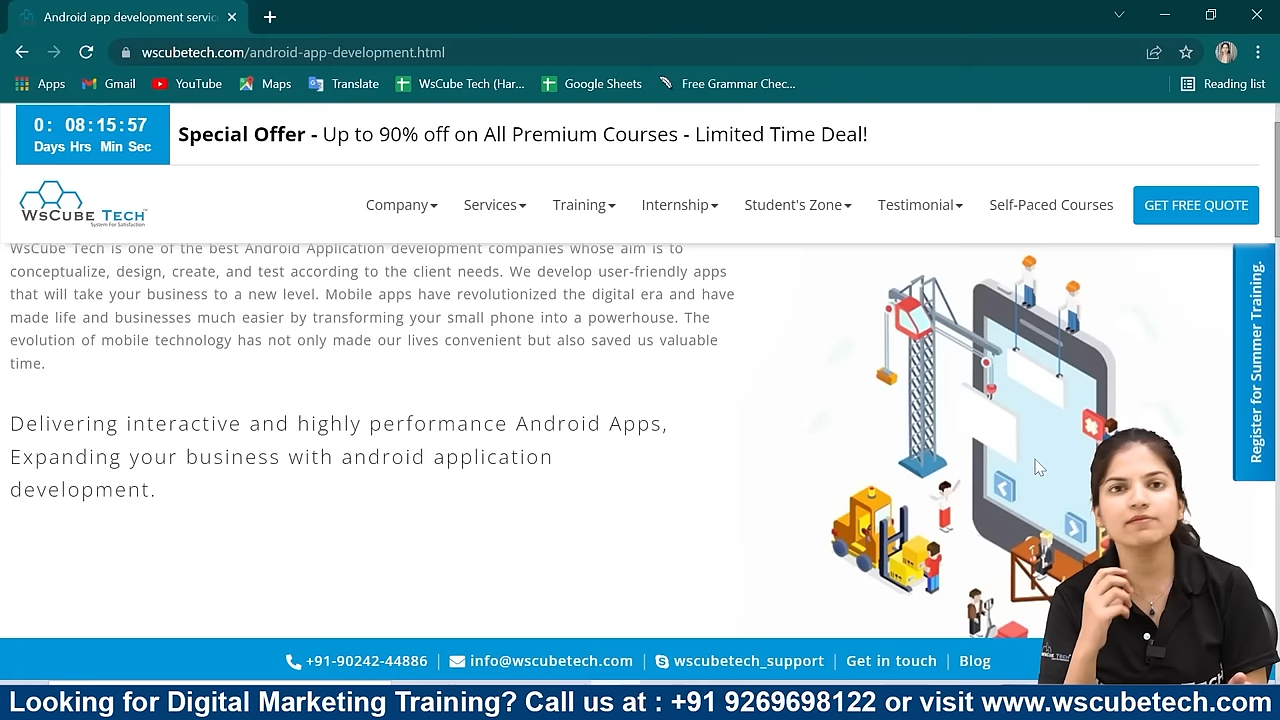 Android app development servic
wscubetech.com/android-app-development.html
Apps Gmail YouTube Maps Translate WsCube Tech (Har... Google Sheets Free Grammar Chec... Reading list
0: 08:15:57
Days Hrs Min Sec
Special Offer - Up to 90% off on All Premium Courses - Limited Time Deal!
WsCube Tech
System For Satisfaction
Company Services Training Internship Student's Zone Testimonial Self-Paced Courses GET FREE QUOTE
WsCube Tech is one of the best Android Application development companies whose aim is to
conceptualize, design, create, and test according to the client needs. We develop user-friendly apps
that will take your business to a new level. Mobile apps have revolutionized the digital era and have
made life and businesses much easier by transforming your small phone into a powerhouse. The
evolution of mobile technology has not only made our lives convenient but also saved us valuable
time.
Delivering interactive and highly performance Android Apps,
Expanding your business with android application
development.
Register for Summer Training.
+91-90242-44886 | info@wscubetech.com | wscubetech_support | Get in touch | Blog
Looking for Digital Marketing Training? Call us at : +91 9269698122 or visit www.wscubetech.com